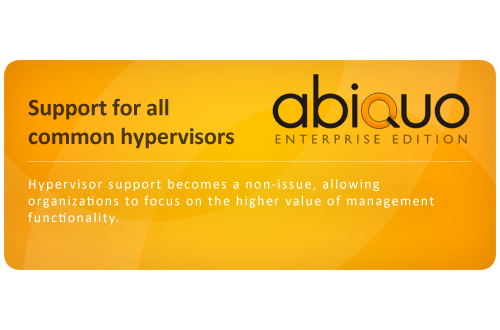 Support for all
common hypervisors
abiquo
ENTERPRISE EDITION
Hypervisor support becomes a non-issue, allowing
organizations to focus on the higher value of management
functionality.